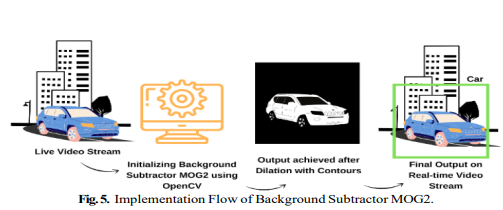 Car
Live Video Stream
Initializing Background
Subtractor MOG2 using
OpenCV
Output achieved after
Dilation with Contours
Final Output on
Real-time Video
Stream
Fig. 5. Implementation Flow of Background Subtractor MOG2.